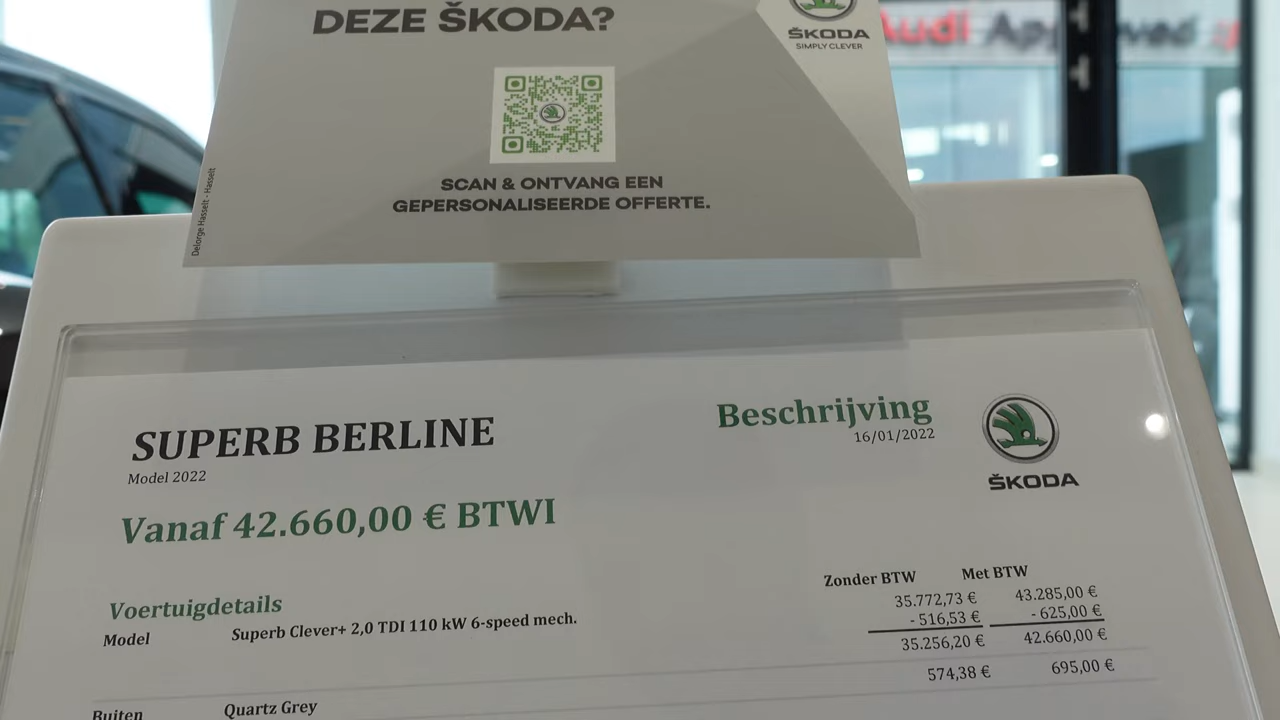 DEZE ŠKODA?
ŠKODA
SIMPLY CLEVER
Audi Approved
SCAN & ONTVANG EEN
GEPERSONALISEERDE OFFERTE.
Delorge Hasselt - Hasselt
SUPERB BERLINE
Model 2022
Beschrijving
16/01/2022
ŠKODA
Vanaf 42.660,00 € BTWI
Zonder BTW Met BTW
Voertuigdetails
35.772,73 € 43.285,00 €
Model Superb Clever+ 2,0 TDI 110 kW 6-speed mech.
- 516,53 € - 625,00 €
35.256,20 € 42.660,00 €
574,38 € 695,00 €
Buiten Quartz Grey